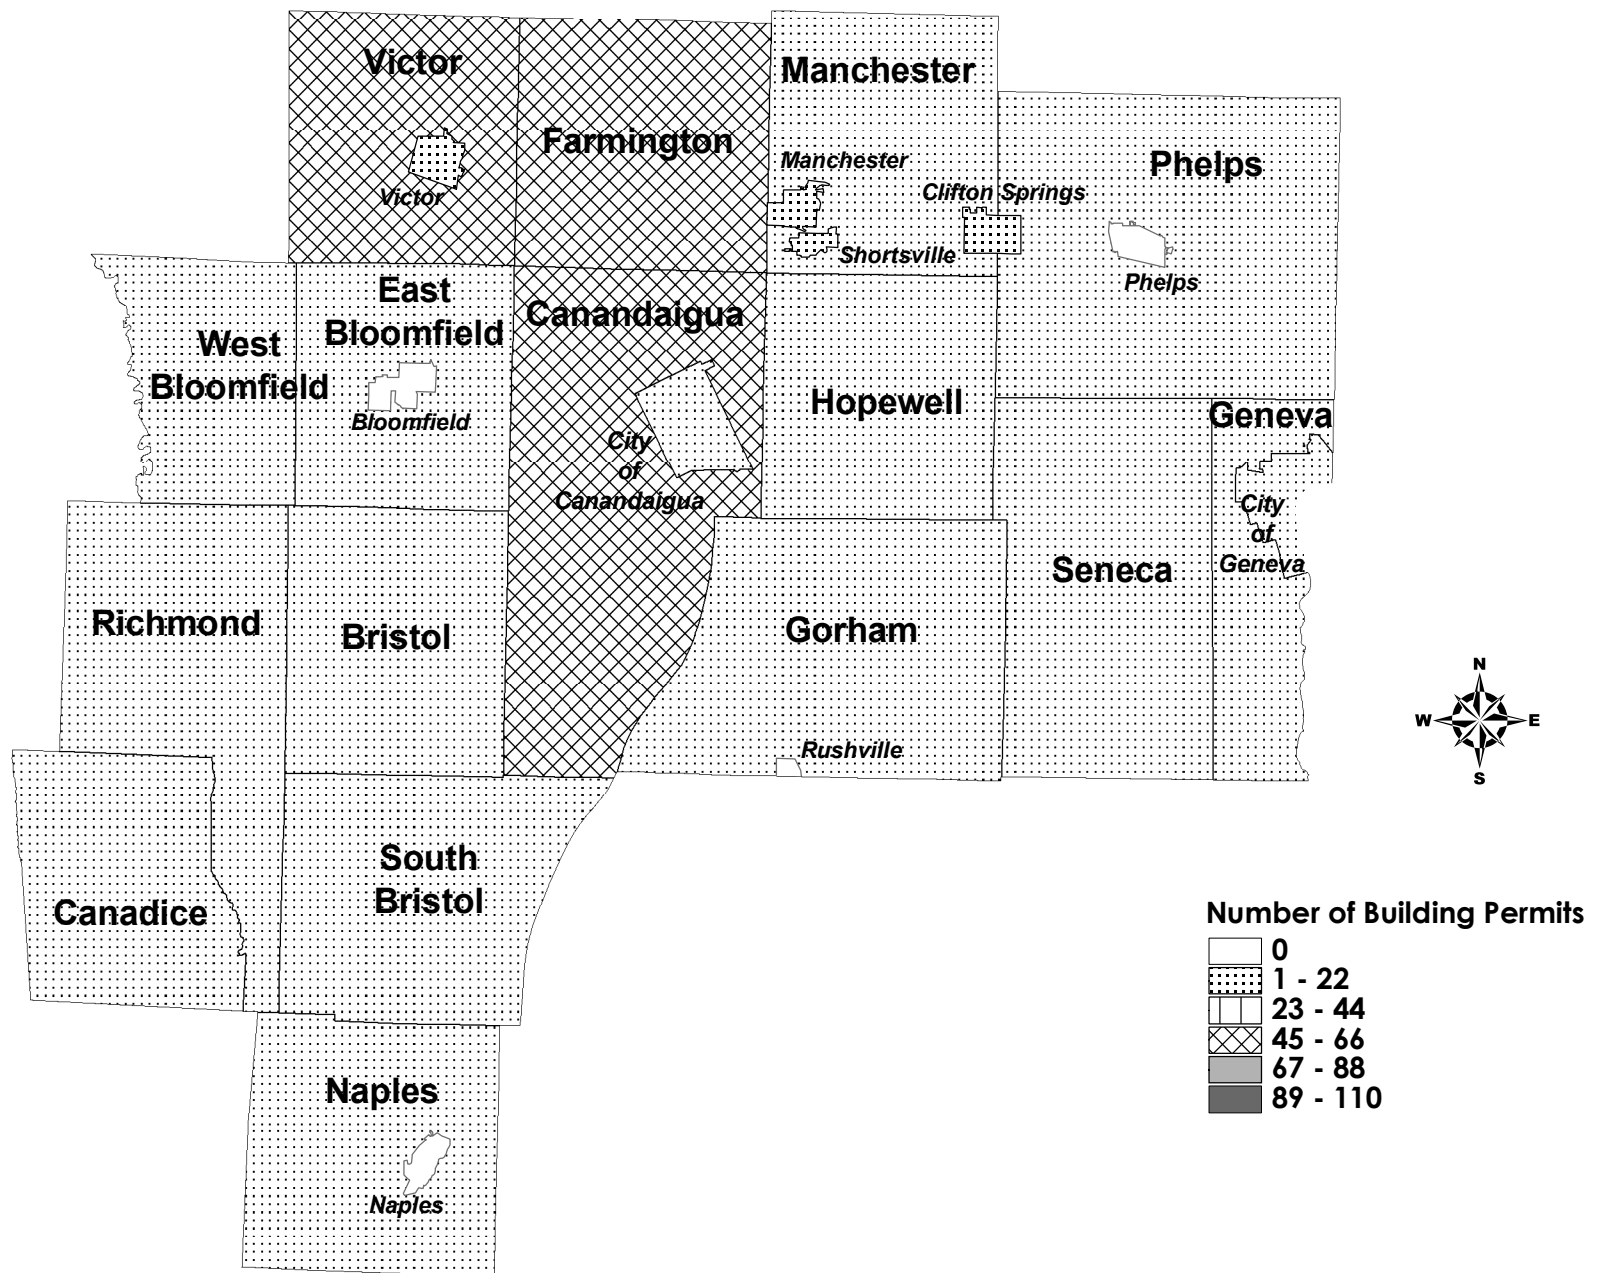 Victor
Manchester
Farmington
Manchester
Phelps
Victor
Clifton Springs
Shortsville
Phelps
East
Bloomfield
Canandaigua
West
Bloomfield
Bloomfield
Hopewell
Geneva
City
of
Canandaigua
City
of
Geneva
Seneca
Richmond
Bristol
Gorham
Rushville
N
W
E
S
South
Bristol
Canadice
Naples
Naples
Number of Building Permits
0
1 - 22
23 - 44
45 - 66
67 - 88
89 - 110